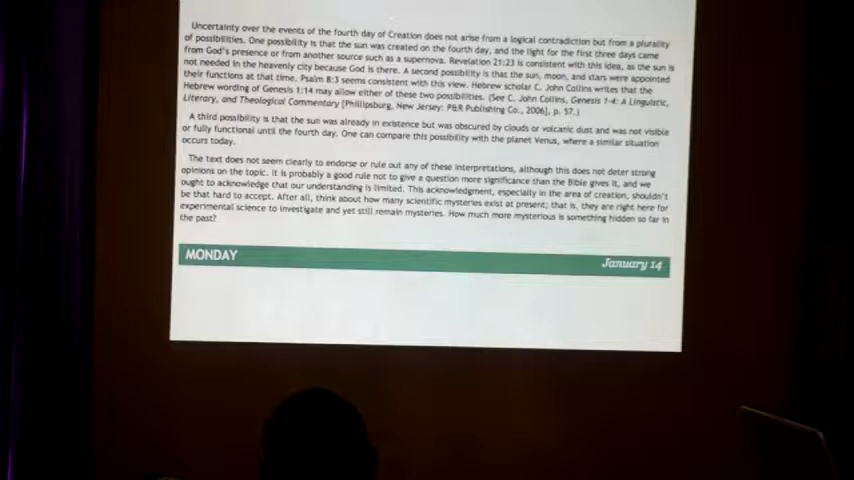 Uncertainty over the events of the fourth day of Creation does not arise from a logical contradiction but from a plurality
of possibilities. One possibility is that the sun was created on the fourth day, and the light for the first three days came
from God's presence or from another source such as a supernova. Revelation 21:23 is consistent with this idea, as the sun is
not needed in the heavenly city because God is there. A second possibility is that the sun, moon, and stars were appointed
their functions at that time. Psalm 8:3 seems consistent with this view. Hebrew scholar C. John Collins writes that the
Hebrew wording of Genesis 1:14 may allow either of these two possibilities. (See C. John Collins, Genesis 1-4: A Linguistic,
Literary, and Theological Commentary [Phillipsburg, New Jersey: P&R Publishing Co., 2006], p. 57.)
A third possibility is that the sun was already in existence but was obscured by clouds or volcanic dust and was not visible
or fully functional until the fourth day. One can compare this possibility with the planet Venus, where a similar situation
occurs today.
The text does not seem clearly to endorse or rule out any of these interpretations, although this does not deter strong
opinions on the topic. It is probably a good rule not to give a question more significance than the Bible gives it, and we
ought to acknowledge that our understanding is limited. This acknowledgment, especially in the area of creation, shouldn't
be that hard to accept. After all, think about how many scientific mysteries exist at present; that is, they are right here for
experimental science to investigate and yet still remain mysteries. How much more mysterious is something hidden so far in
the past?
MONDAY January 14